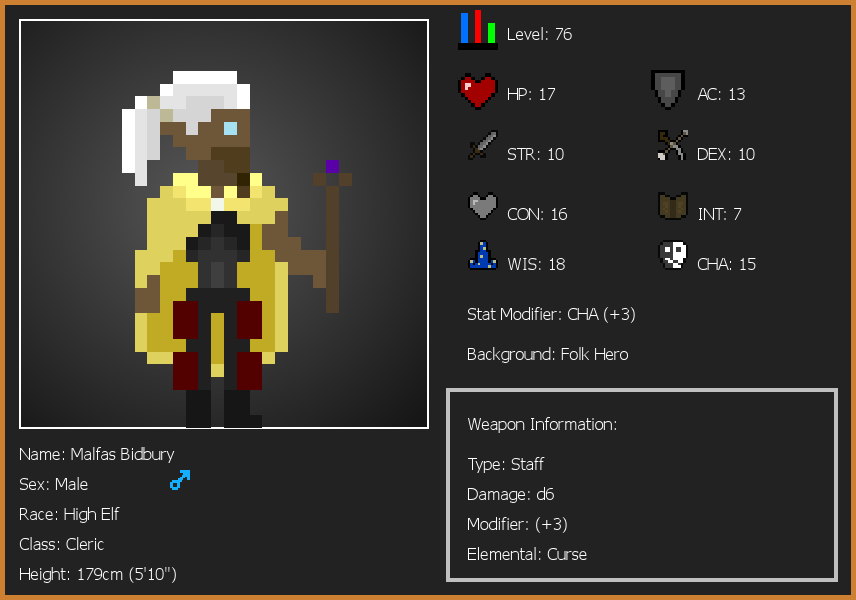 Level: 76
HP: 17
AC: 13
STR: 10
DEX: 10
CON: 16
INT: 7
WIS: 18
CHA: 15
Stat Modifier: CHA (+3)
Background: Folk Hero
Weapon Information:
Type: Staff
Damage: d6
Modifier: (+3)
Elemental: Curse
Name: Malfas Bidbury
Sex: Male
Race: High Elf
Class: Cleric
Height: 179cm (5'10")